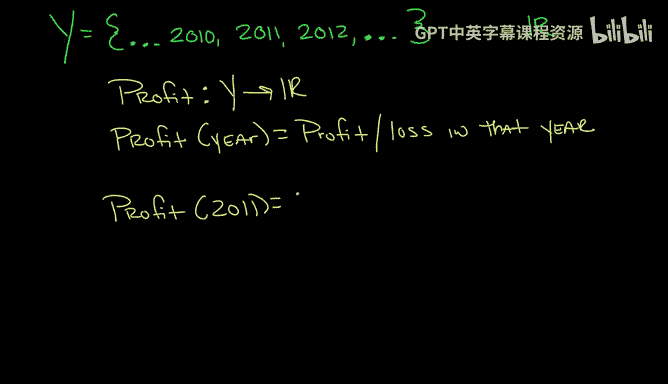 Y = {... 2010, 2011, 2012, ...} IR
GPT中英字幕课程资源 bilibili
Profit : Y → IR
Profit (year) = Profit / loss in that year
Profit (2011) =